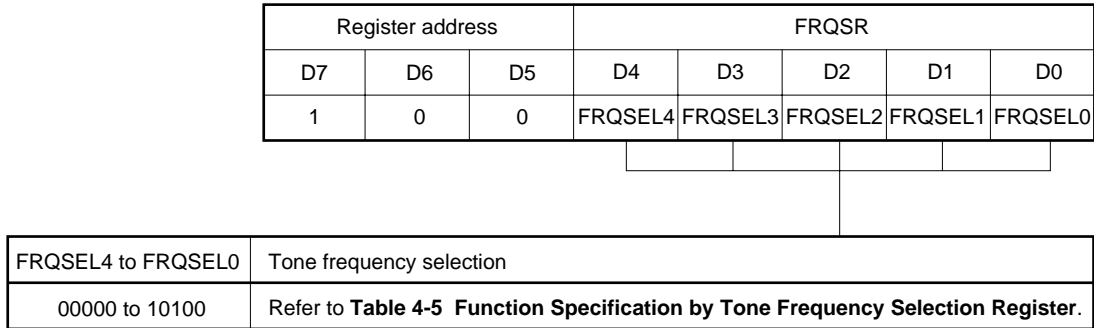 Register address FRQSR
D7 D6 D5 D4 D3 D2 D1 D0
1 0 0 FRQSEL4 FRQSEL3 FRQSEL2 FRQSEL1 FRQSEL0
FRQSEL4 to FRQSEL0 Tone frequency selection
00000 to 10100 Refer to Table 4-5 Function Specification by Tone Frequency Selection Register.